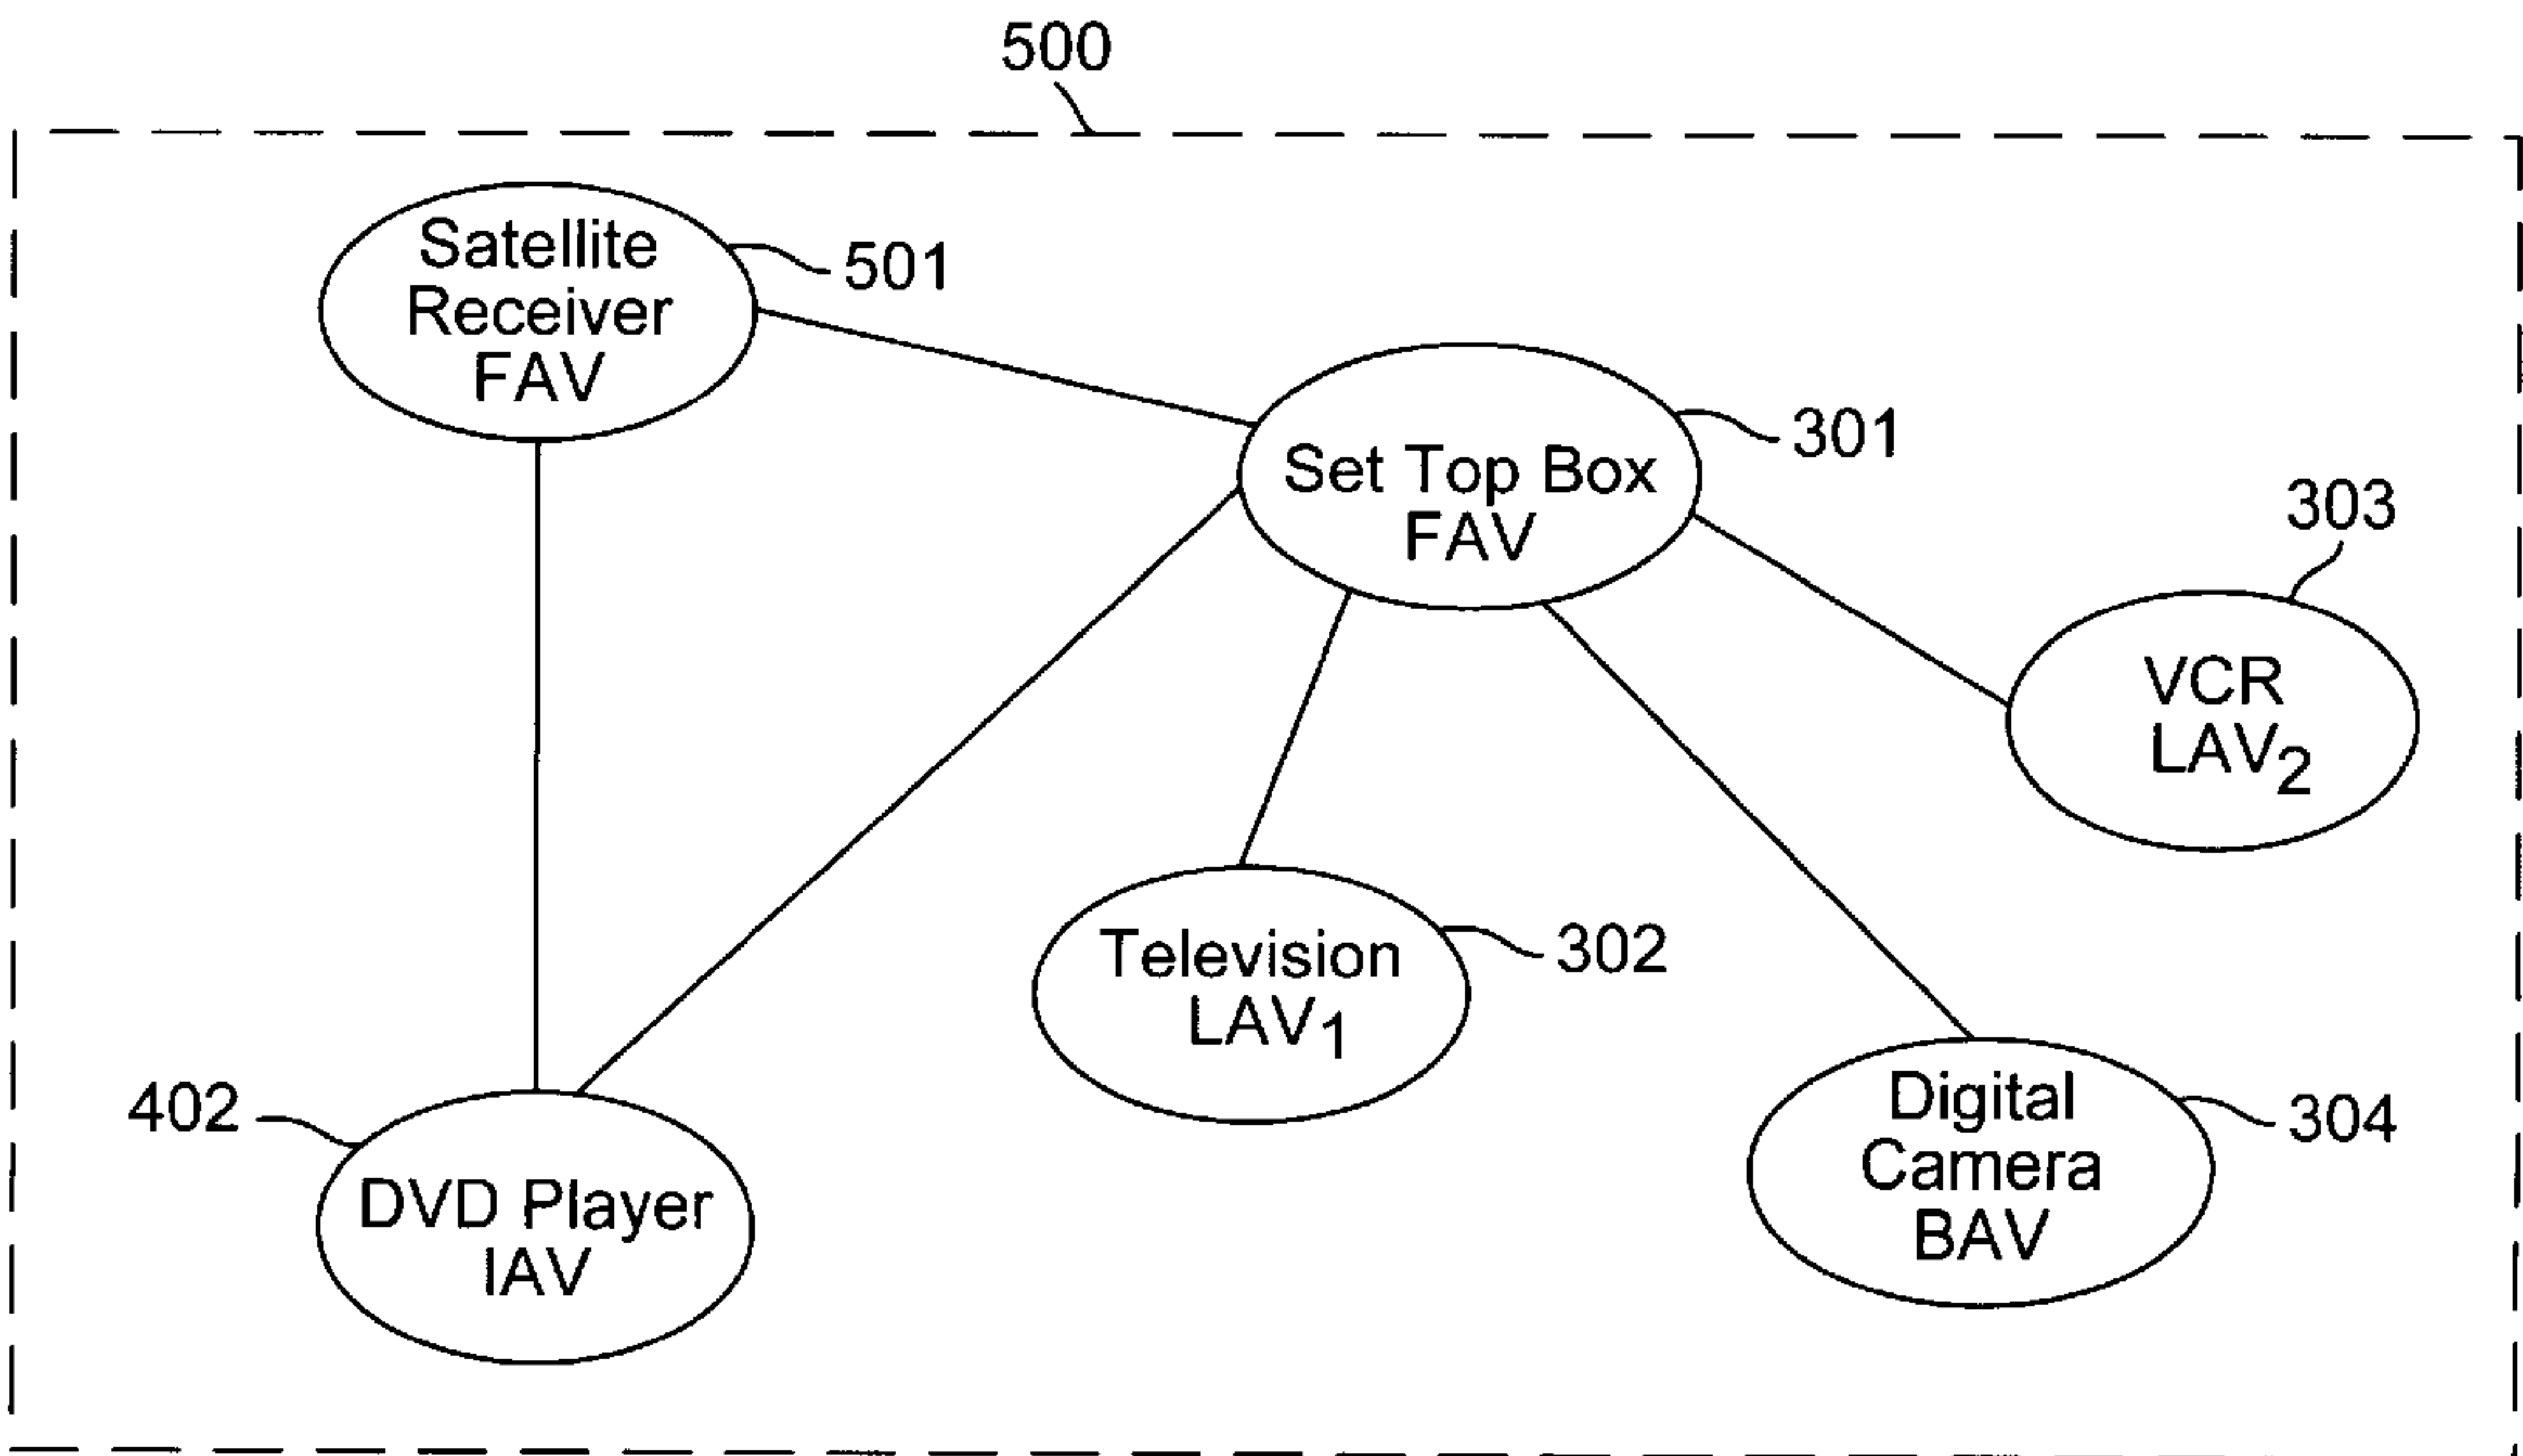 500
Satellite
Receiver
FAV
501
Set Top Box
FAV
301
303
VCR
LAV₂
Television
LAV₁
302
402
DVD Player
IAV
Digital
Camera
BAV
304